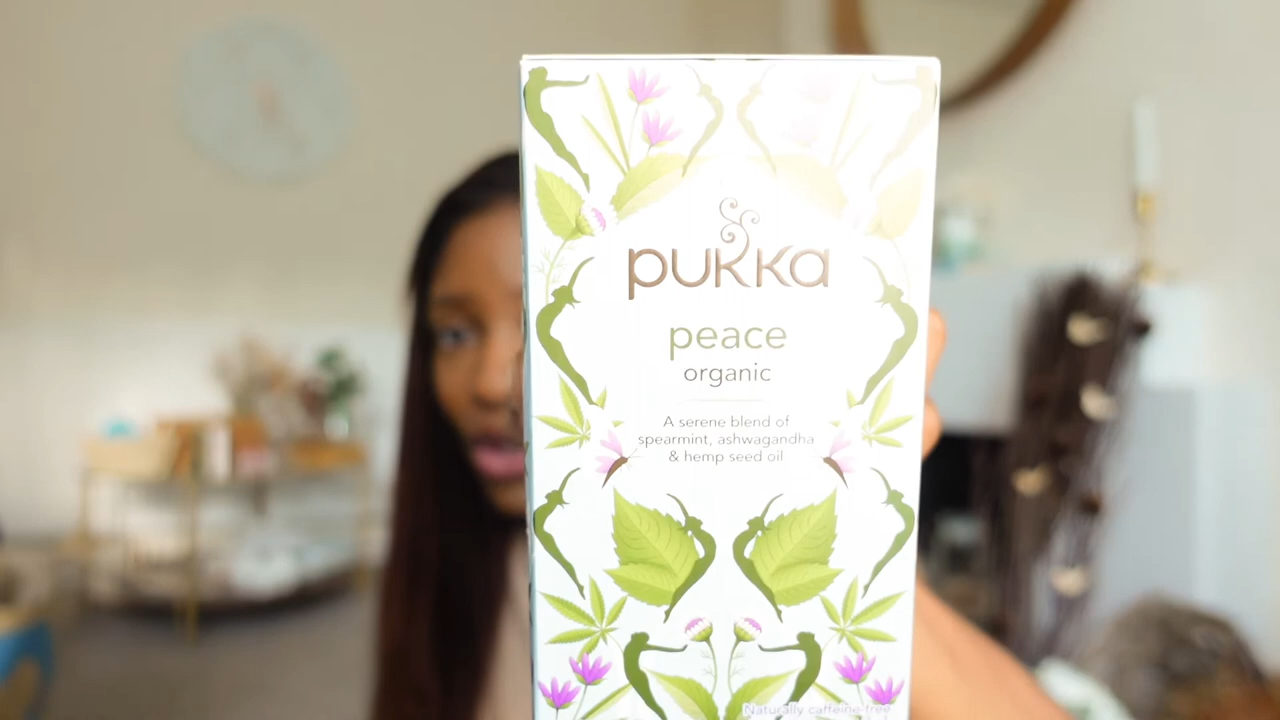 pukka
peace
organic
A serene blend of
spearmint, ashwagandha
& hemp seed oil
Naturally caffeine-free